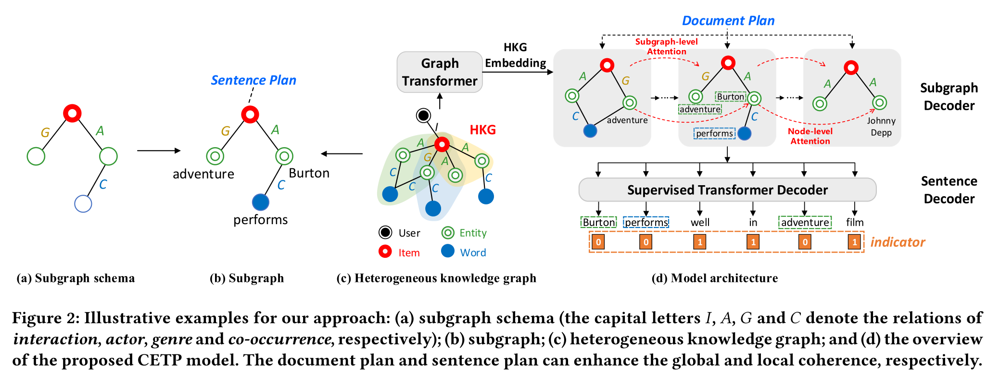 Sentence Plan
G
A
C
(a) Subgraph schema
G
A
adventure
Burton
C
performs
(b) Subgraph
Graph
Transformer
HKG
Embedding
HKG
I
A
G
A
A
C
C
C
C
User
Entity
Item
Word
(c) Heterogeneous knowledge graph
Document Plan
Subgraph-level
Attention
A
G
C
adventure
G
A
Burton
adventure
C
performs
Node-level
Attention
A
A
Johnny
Depp
Subgraph
Decoder
Supervised Transformer Decoder
Sentence
Decoder
Burton performs well in adventure film
0 0 1 1 0 1
indicator
(d) Model architecture
Figure 2: Illustrative examples for our approach: (a) subgraph schema (the capital letters I, A, G and C denote the relations of
interaction, actor, genre and co-occurrence, respectively); (b) subgraph; (c) heterogeneous knowledge graph; and (d) the overview
of the proposed CETP model. The document plan and sentence plan can enhance the global and local coherence, respectively.